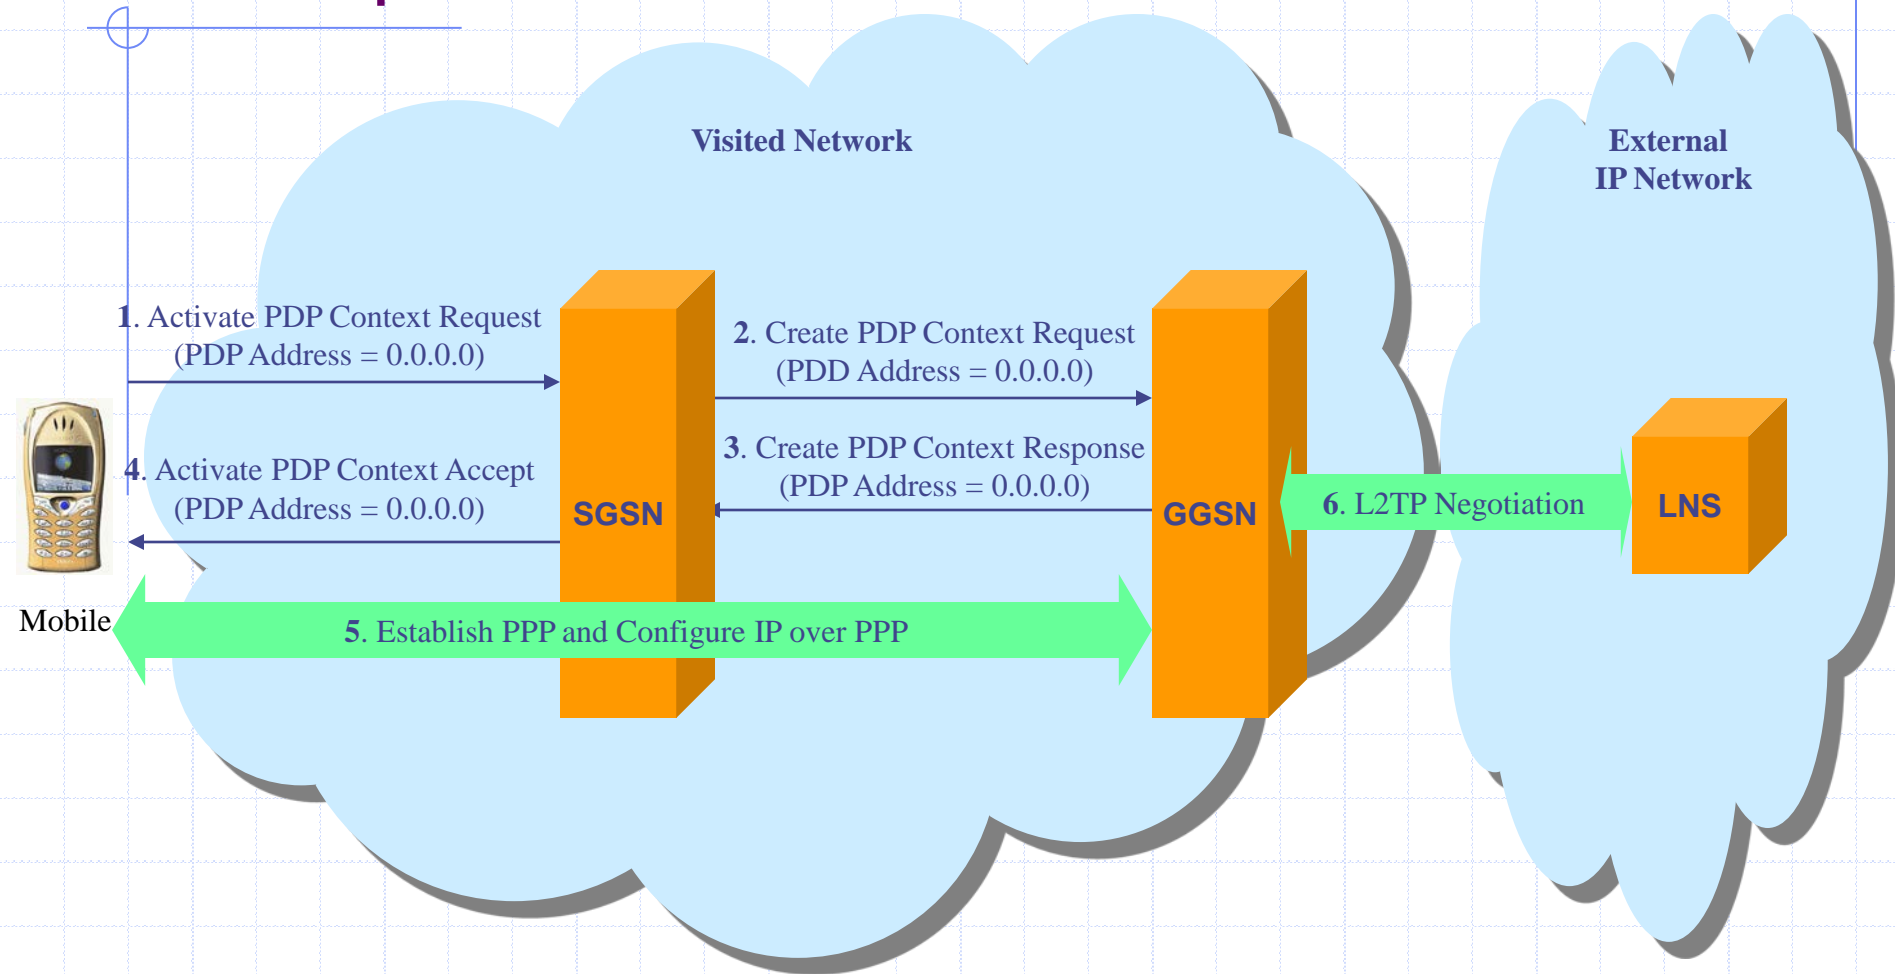 Visited Network
External
IP Network
1. Activate PDP Context Request
(PDP Address = 0.0.0.0)
2. Create PDP Context Request
(PDD Address = 0.0.0.0)
3. Create PDP Context Response
(PDP Address = 0.0.0.0)
4. Activate PDP Context Accept
(PDP Address = 0.0.0.0)
SGSN
GGSN
6. L2TP Negotiation
LNS
Mobile
5. Establish PPP and Configure IP over PPP